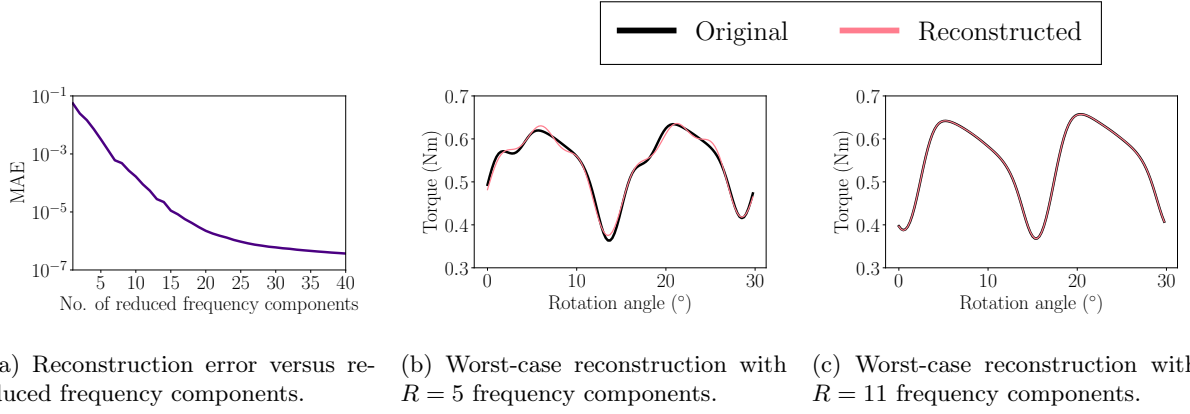 Original
Reconstructed
10⁻¹
10⁻³
10⁻⁵
10⁻⁷
MAE
5 10 15 20 25 30 35 40
No. of reduced frequency components
0.7
0.6
0.5
0.4
0.3
Torque (Nm)
0 10 20 30
Rotation angle (°)
0.7
0.6
0.5
0.4
0.3
Torque (Nm)
0 10 20 30
Rotation angle (°)
a) Reconstruction error versus re-
duced frequency components.
(b) Worst-case reconstruction with
R = 5 frequency components.
(c) Worst-case reconstruction with
R = 11 frequency components.